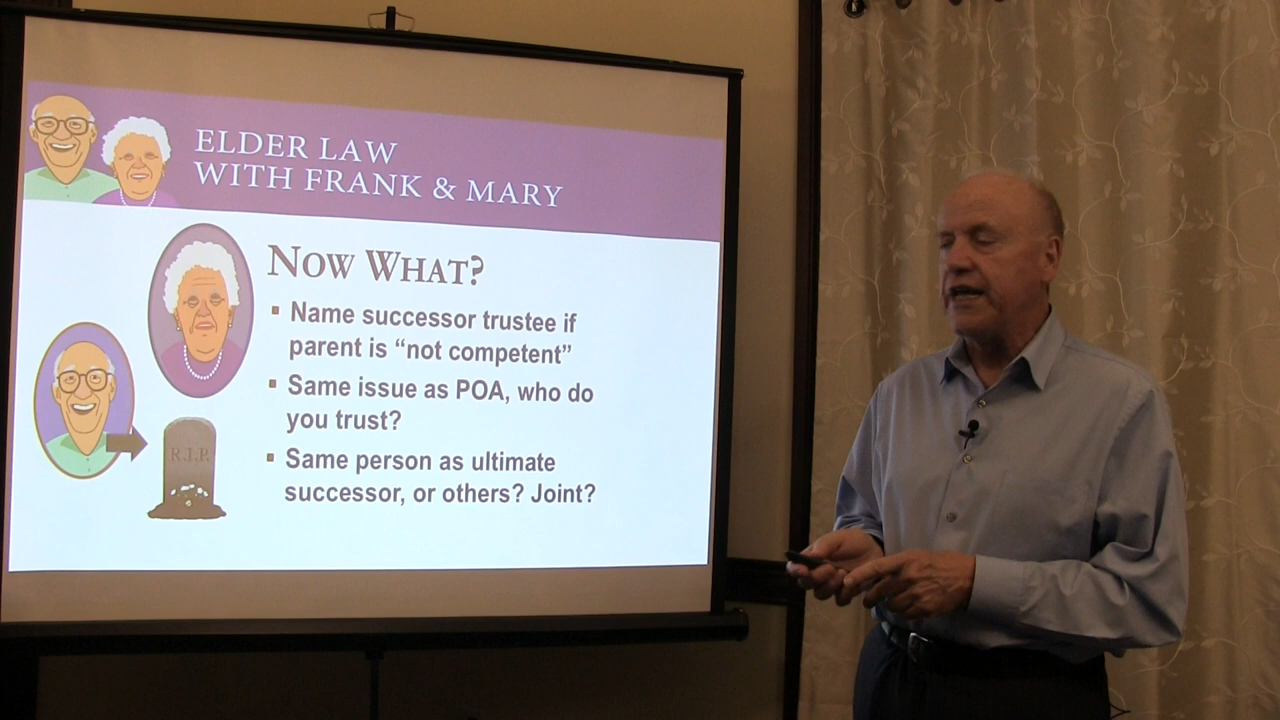 ELDER LAW
WITH FRANK & MARY
NOW WHAT?
▪ Name successor trustee if
parent is “not competent”
▪ Same issue as POA, who do
you trust?
▪ Same person as ultimate
successor, or others? Joint?
R.I.P.